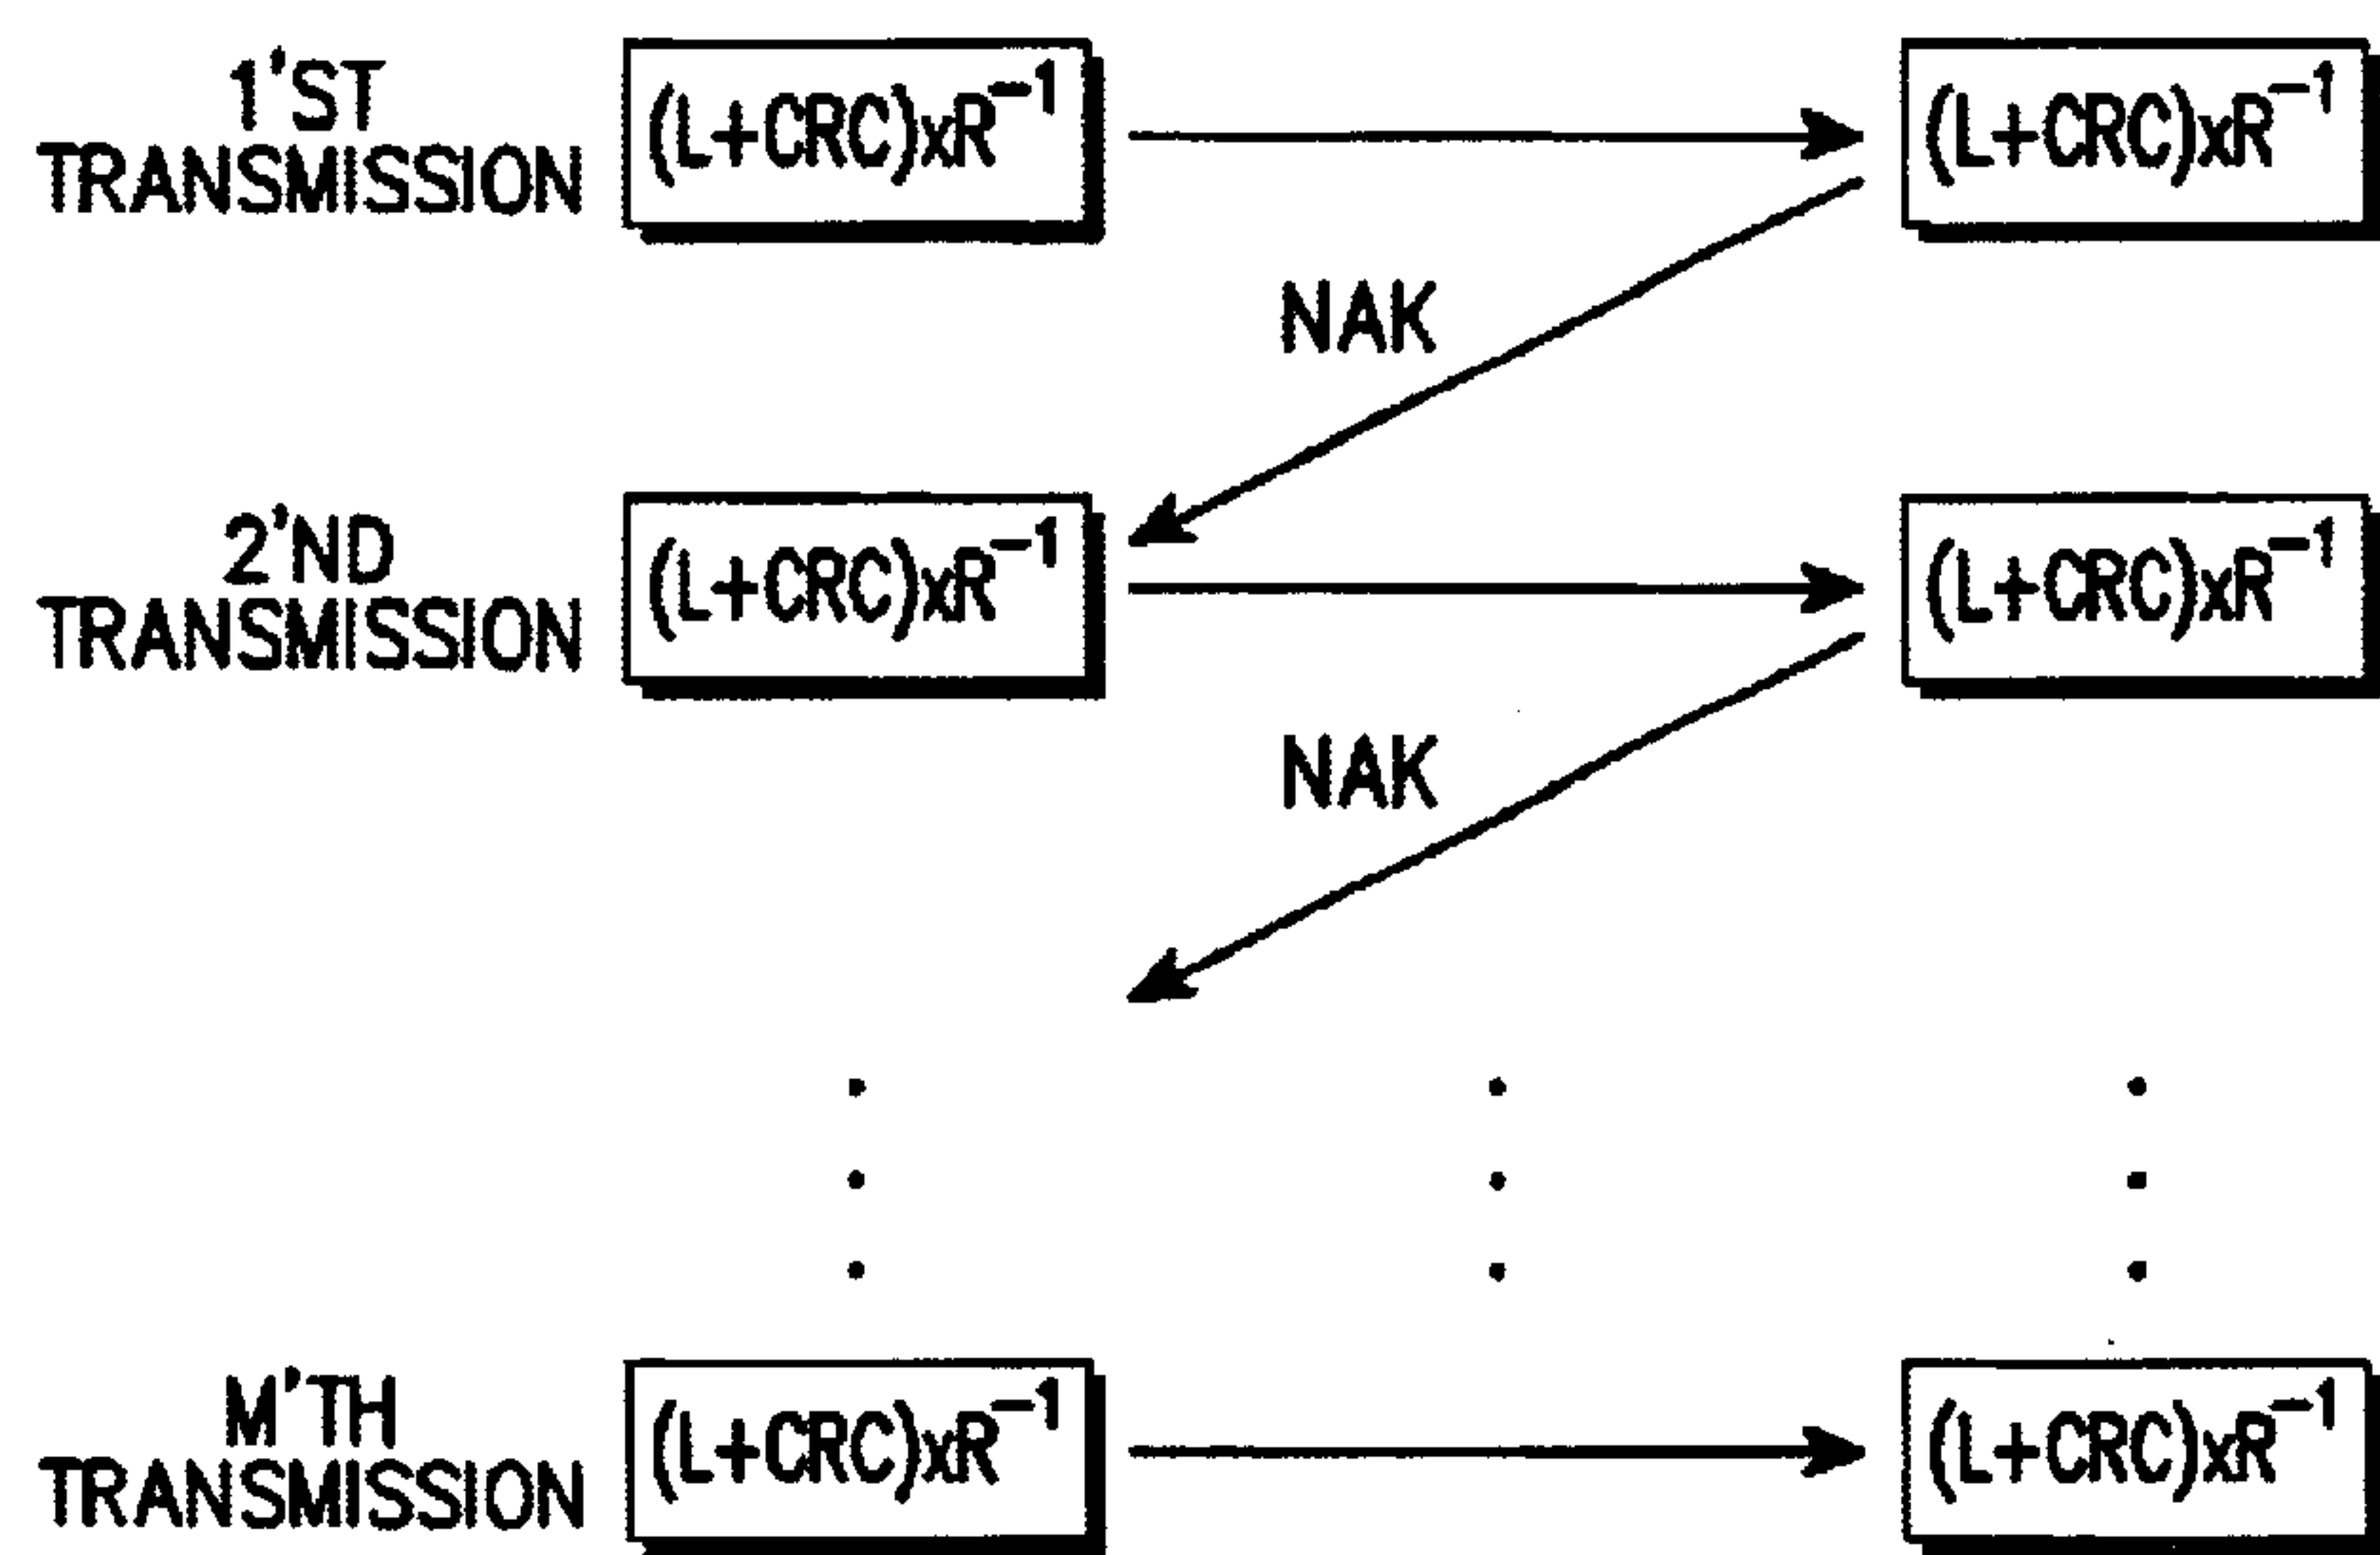 1'ST
TRANSMISSION
(L+CRC)xR⁻¹
(L+CRC)xR⁻¹
NAK
2'ND
TRANSMISSION
(L+CRC)xR⁻¹
(L+CRC)xR⁻¹
NAK
M'TH
TRANSMISSION
(L+CRC)xR⁻¹
(L+CRC)xR⁻¹